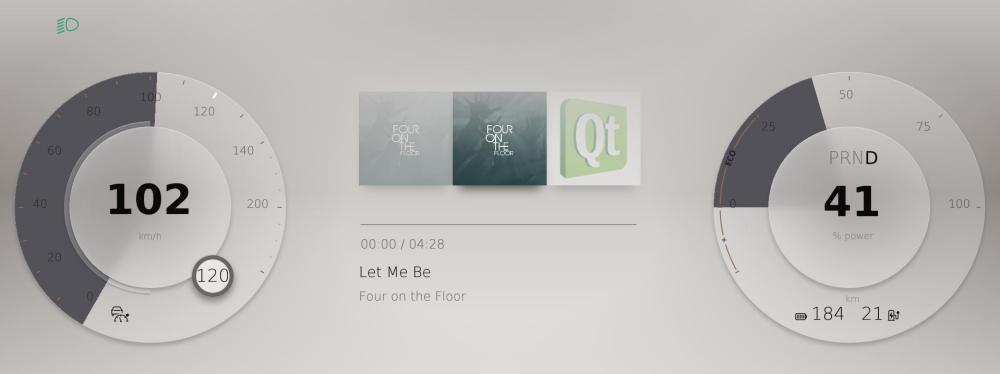 0
20
40
60
80
100
120
140
200
102
km/h
120
FOUR
ON
THE
FLOOR
FOUR
ON
THE
FLOOR
Qt
00:00 / 04:28
Let Me Be
Four on the Floor
0
25
50
75
100
ECO
PRND
41
% power
km
184 21